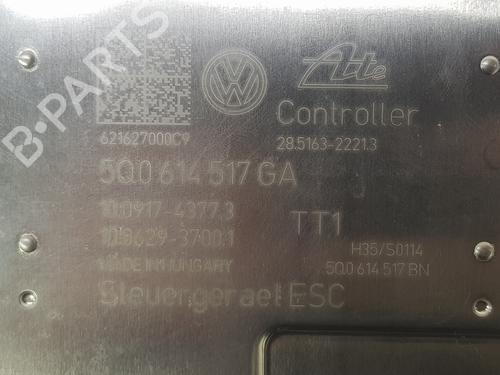 B-PARTS
Ate
Controller
621627000C9
28.5163-2221.3
5Q0 614 517 GA
10.0917-4377.3
10.0629-3700.1
TT1
H35/S0114
MADE IN HUNGARY
5Q0 614 517 BN
Steuergeraet ESC